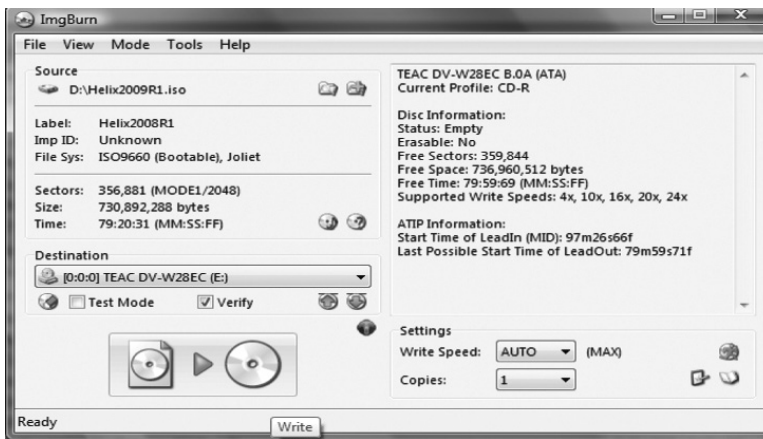 ImgBurn
File View Mode Tools Help
Source
D:\Helix2009R1.iso
Label: Helix2008R1
Imp ID: Unknown
File Sys: ISO9660 (Bootable), Joliet
Sectors: 356,881 (MODE1/2048)
Size: 730,892,288 bytes
Time: 79:20:31 (MM:SS:FF)
Destination
[0:0:0] TEAC DV-W28EC (E:)
Test Mode Verify
TEAC DV-W28EC B.0A (ATA)
Current Profile: CD-R
Disc Information:
Status: Empty
Erasable: No
Free Sectors: 359,844
Free Space: 736,960,512 bytes
Free Time: 79:59:69 (MM:SS:FF)
Supported Write Speeds: 4x, 10x, 16x, 20x, 24x
ATIP Information:
Start Time of LeadIn (MID): 97m26s66f
Last Possible Start Time of LeadOut: 79m59s71f
Settings
Write Speed: AUTO (MAX)
Copies: 1
Ready
Write